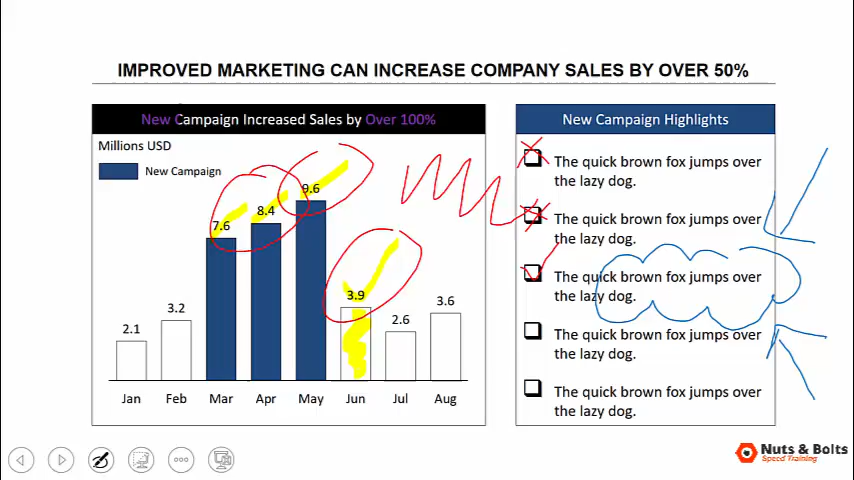 IMPROVED MARKETING CAN INCREASE COMPANY SALES BY OVER 50%
New Campaign Increased Sales by Over 100%
Millions USD
New Campaign
7.6
8.4
9.6
3.9
2.1
3.2
2.6
3.6
Jan Feb Mar Apr May Jun Jul Aug
New Campaign Highlights
The quick brown fox jumps over
the lazy dog.
The quick brown fox jumps over
the lazy dog.
The quick brown fox jumps over
the lazy dog.
The quick brown fox jumps over
the lazy dog.
The quick brown fox jumps over
the lazy dog.
Nuts & Bolts
Speed Training